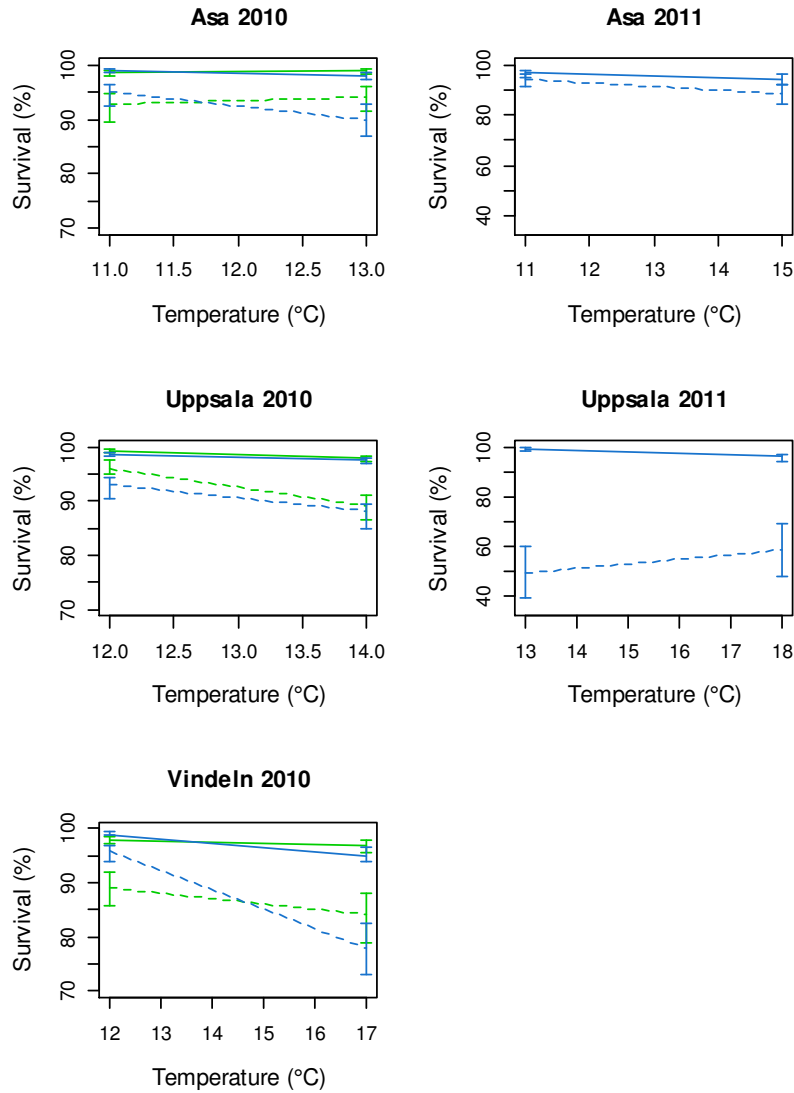 Asa 2010
Survival (%)
100
90
80
70
11.0 11.5 12.0 12.5 13.0
Temperature (°C)
Asa 2011
Survival (%)
100
80
60
40
11 12 13 14 15
Temperature (°C)
Uppsala 2010
Survival (%)
100
90
80
70
12.0 12.5 13.0 13.5 14.0
Temperature (°C)
Uppsala 2011
Survival (%)
100
80
60
40
13 14 15 16 17 18
Temperature (°C)
Vindeln 2010
Survival (%)
100
90
80
70
12 13 14 15 16 17
Temperature (°C)